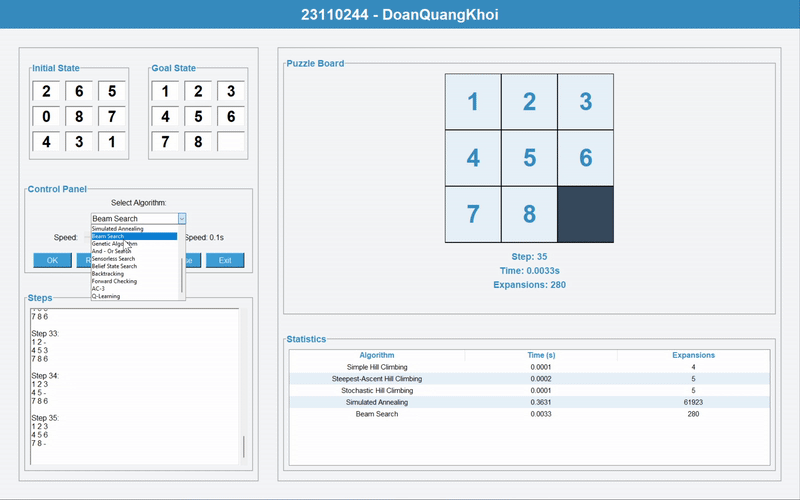 23110244 - DoanQuangKhoi
Initial State
2 6 5
0 8 7
4 3 1
Goal State
1 2 3
4 5 6
7 8
Control Panel
Select Algorithm:
Beam Search
Speed:
Speed: 0.1s
Simulated Annealing
Beam Search
Genetic Algorithm
And - Or Search
Sensorless Search
Belief State Search
Backtracking
Forward Checking
AC-3
Q-Learning
OK
Exit
Steps
7 8 6
Step 33:
1 2 -
4 5 3
7 8 6
Step 34:
1 2 3
4 5 -
7 8 6
Step 35:
1 2 3
4 5 6
7 8 -
Puzzle Board
1 2 3
4 5 6
7 8
Step: 35
Time: 0.0033s
Expansions: 280
Statistics
Algorithm Time (s) Expansions
Simple Hill Climbing 0.0001 4
Steepest-Ascent Hill Climbing 0.0002 5
Stochastic Hill Climbing 0.0001 5
Simulated Annealing 0.3631 61923
Beam Search 0.0033 280